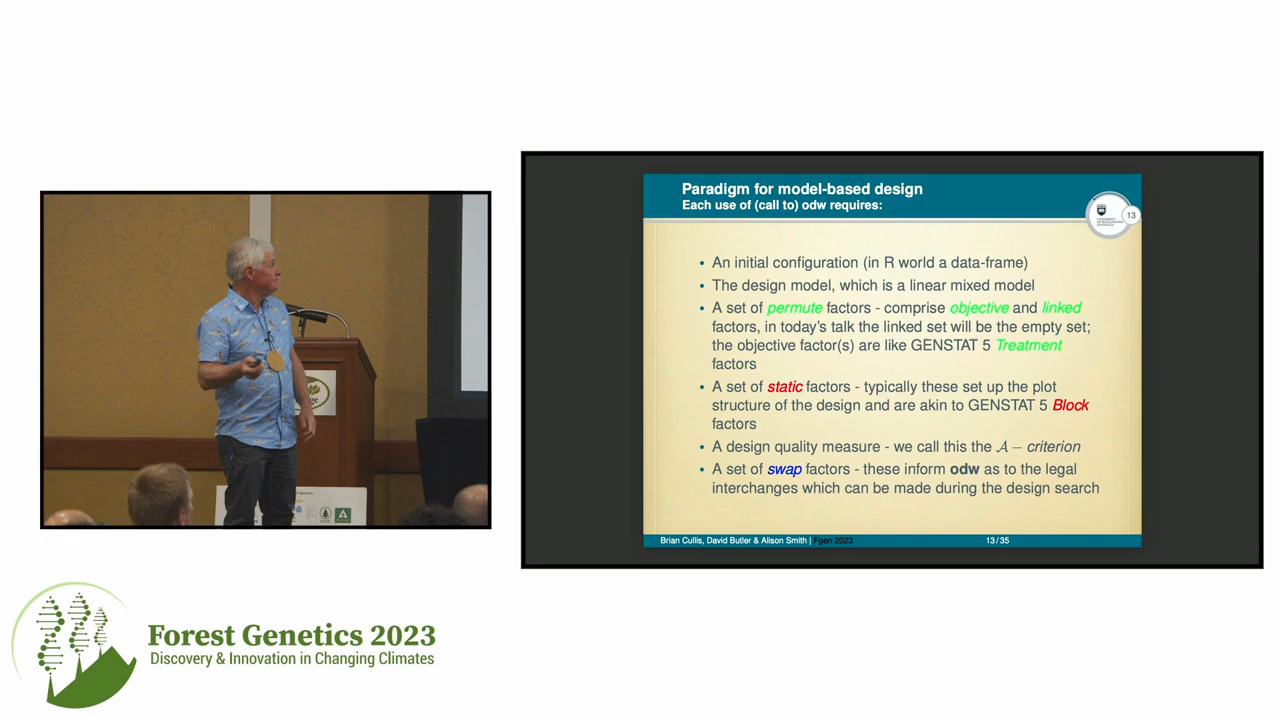 Paradigm for model-based design
Each use of (call to) odw requires:
13
• An initial configuration (in R world a data-frame)
• The design model, which is a linear mixed model
• A set of permute factors - comprise objective and linked
factors, in today's talk the linked set will be the empty set;
the objective factor(s) are like GENSTAT 5 Treatment
factors
• A set of static factors - typically these set up the plot
structure of the design and are akin to GENSTAT 5 Block
factors
• A design quality measure - we call this the A − criterion
• A set of swap factors - these inform odw as to the legal
interchanges which can be made during the design search
Brian Cullis, David Butler & Alison Smith | Fgen 2023
13/35
Forest Genetics 2023
Discovery & Innovation in Changing Climates